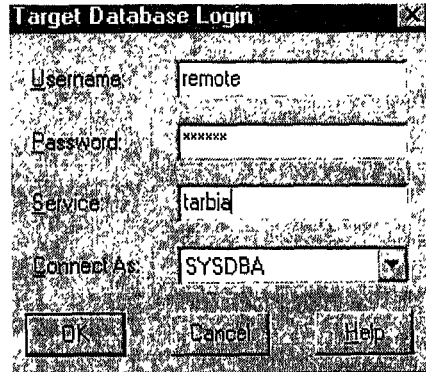 Target Database Login
Username: remote
Password: ******
Service: tarbia
Connect As: SYSDBA
OK Cancel Help